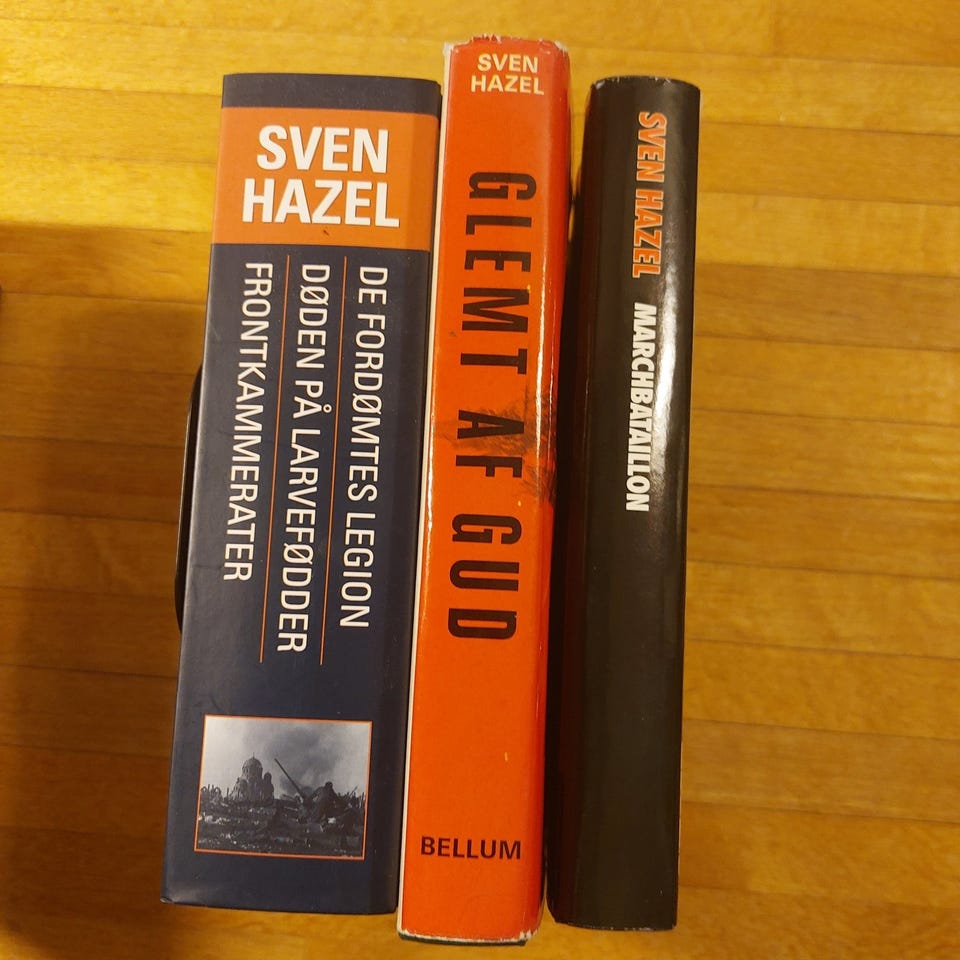 SVEN
HAZEL
DE FORDØMTES LEGION
DØDEN PÅ LARVEFØDDER
FRONTKAMMERATER
SVEN
HAZEL
GLEMT AF GUD
BELLUM
SVEN HAZEL MARCHBATAILLON